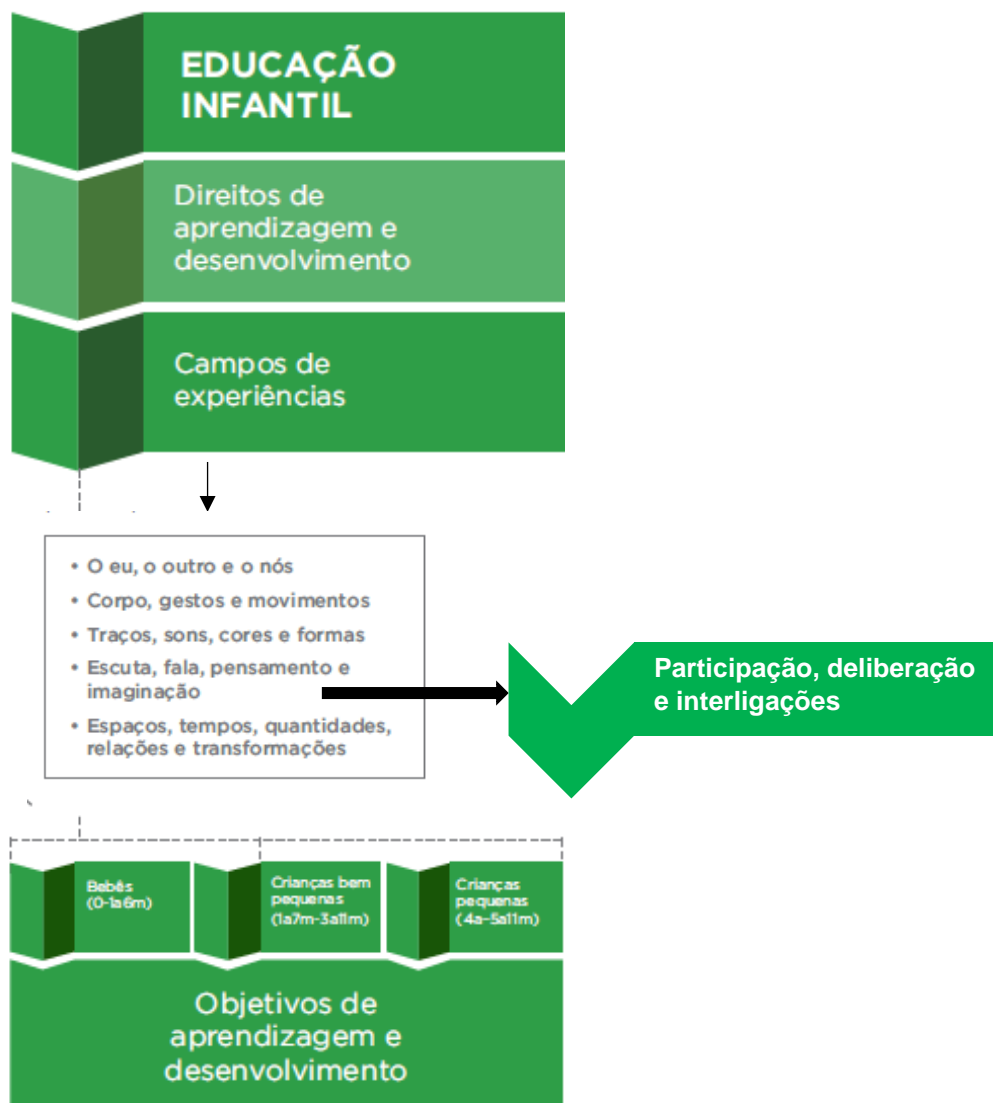 EDUCAÇÃO
INFANTIL
Direitos de
aprendizagem e
desenvolvimento
Campos de
experiências
• O eu, o outro e o nós
• Corpo, gestos e movimentos
• Traços, sons, cores e formas
• Escuta, fala, pensamento e
imaginação
• Espaços, tempos, quantidades,
relações e transformações
Participação, deliberação
e interligações
Bebês
(0-1a6m)
Crianças bem
pequenas
(1a7m-3a11m)
Crianças
pequenas
(4a-5a11m)
Objetivos de
aprendizagem e
desenvolvimento